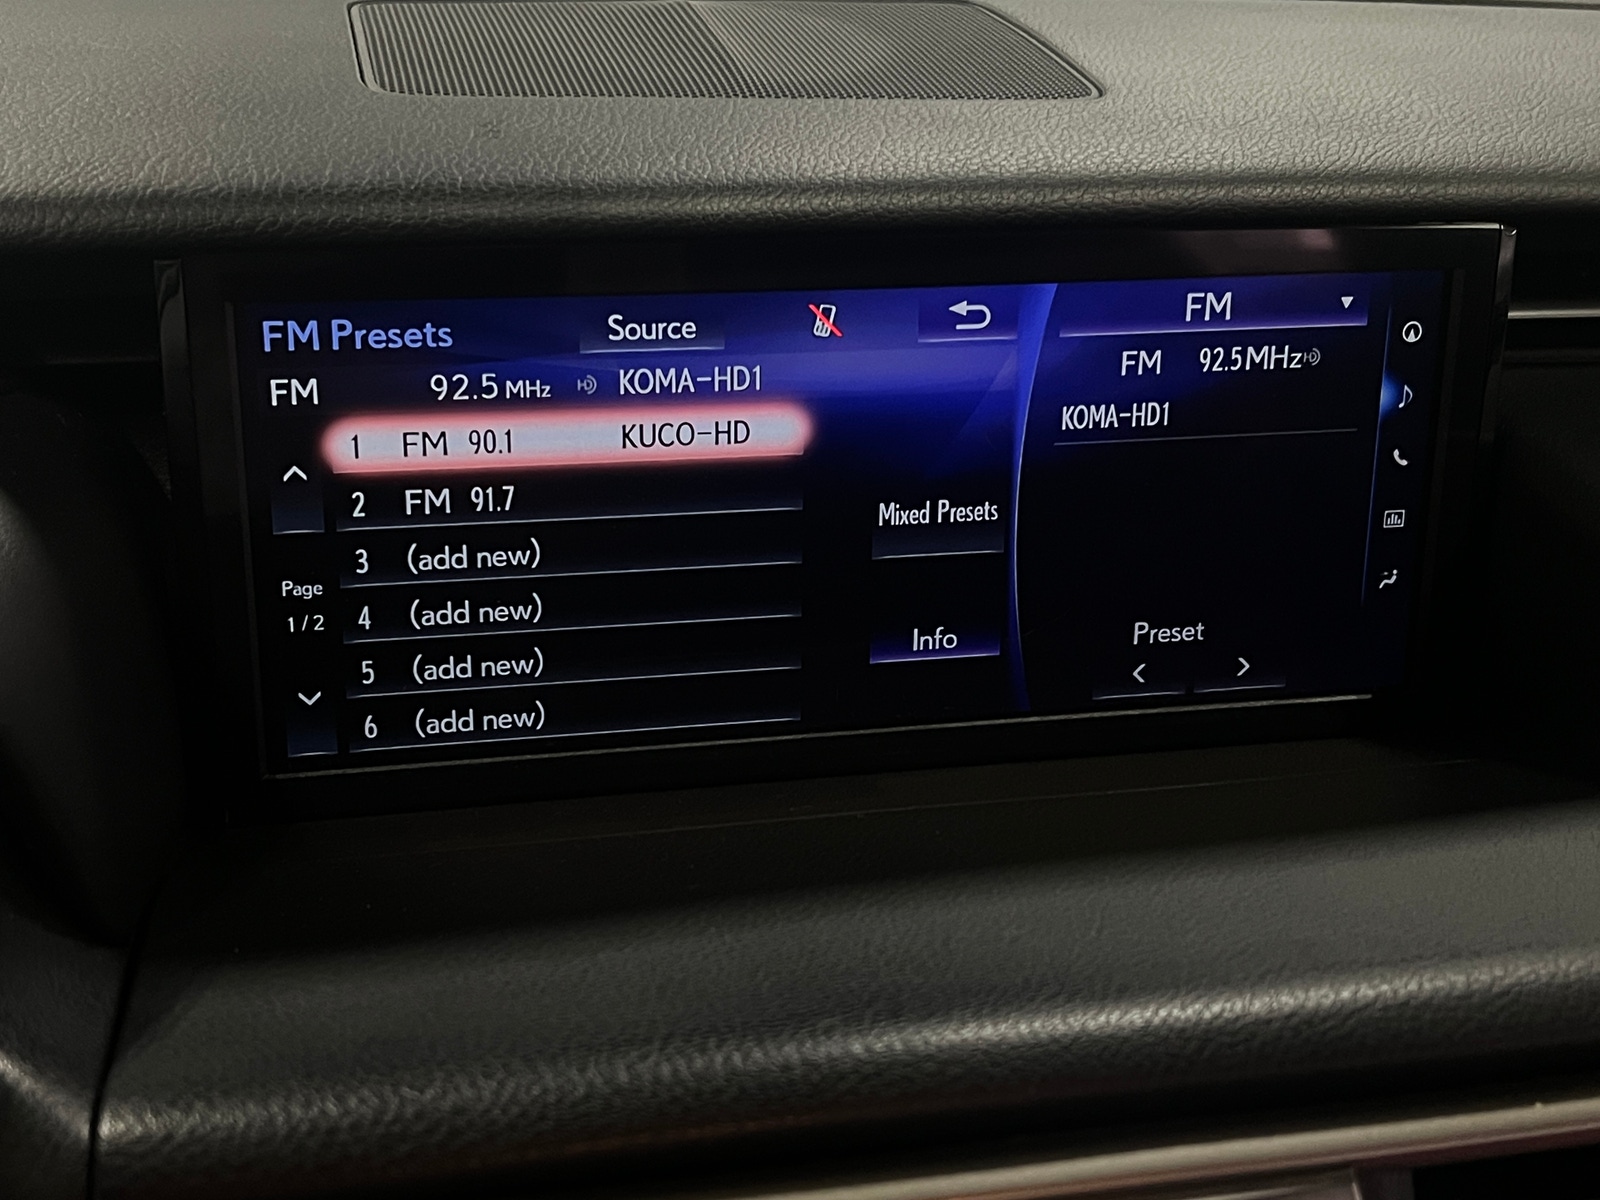 FM Presets Source
FM 92.5 MHz HD KOMA-HD1
1 FM 90.1 KUCO-HD
2 FM 91.7
3 (add new)
4 (add new)
5 (add new)
6 (add new)
Page
1/2
Mixed Presets
Info
FM
FM 92.5MHz HD
KOMA-HD1
Preset